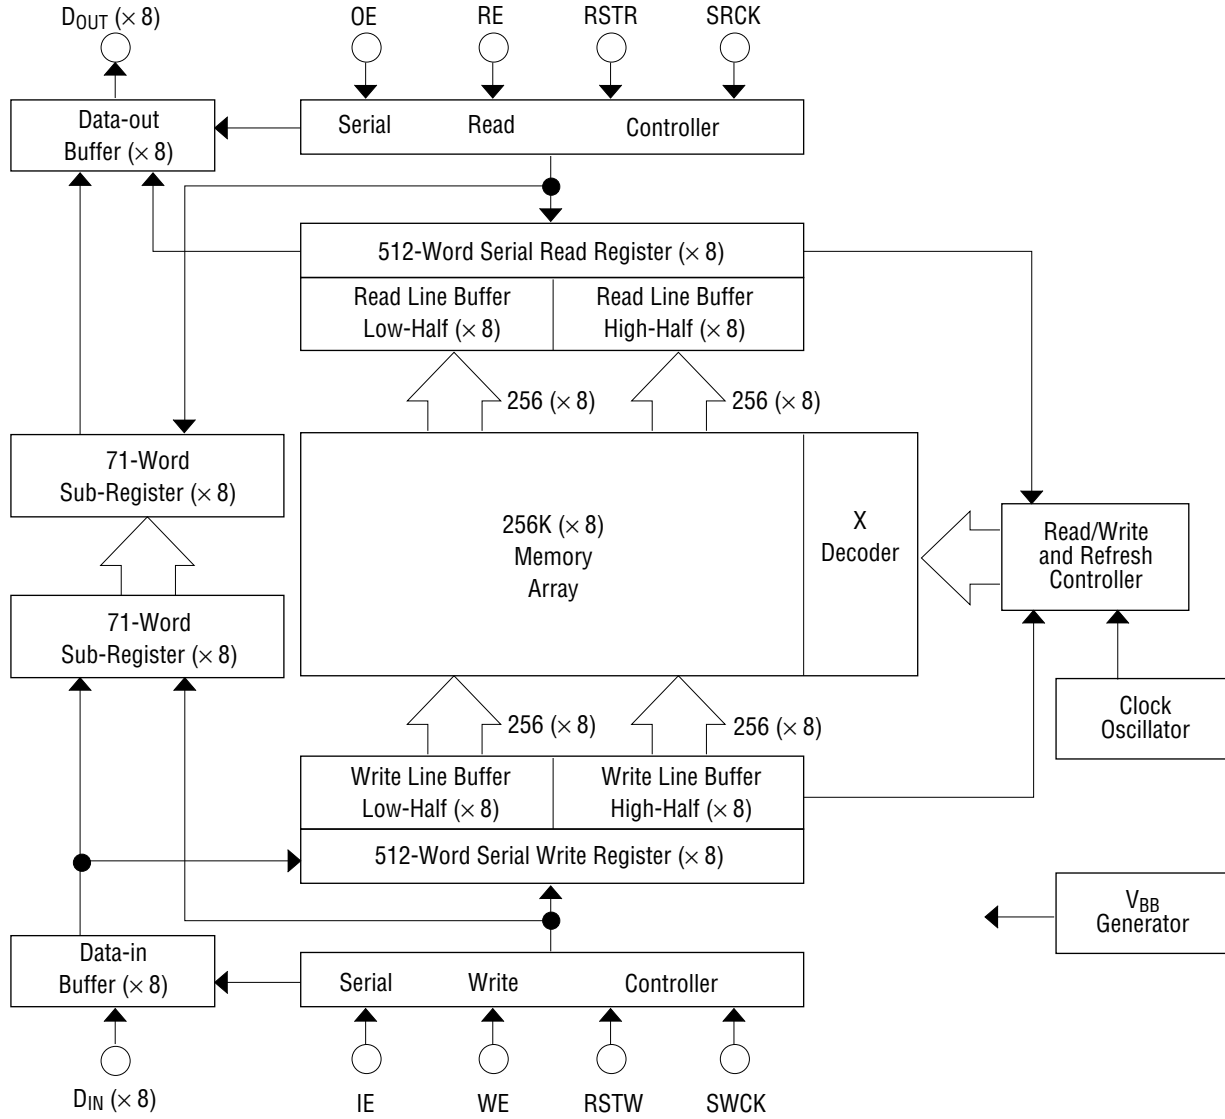 D_OUT (× 8)
OE
RE
RSTR
SRCK
Data-out
Buffer (× 8)
Serial Read Controller
512-Word Serial Read Register (× 8)
Read Line Buffer
Low-Half (× 8)
Read Line Buffer
High-Half (× 8)
256 (× 8)
256 (× 8)
71-Word
Sub-Register (× 8)
256K (× 8)
Memory
Array
X
Decoder
Read/Write
and Refresh
Controller
71-Word
Sub-Register (× 8)
256 (× 8)
256 (× 8)
Clock
Oscillator
Write Line Buffer
Low-Half (× 8)
Write Line Buffer
High-Half (× 8)
512-Word Serial Write Register (× 8)
V_BB
Generator
Data-in
Buffer (× 8)
Serial Write Controller
D_IN (× 8)
IE
WE
RSTW
SWCK